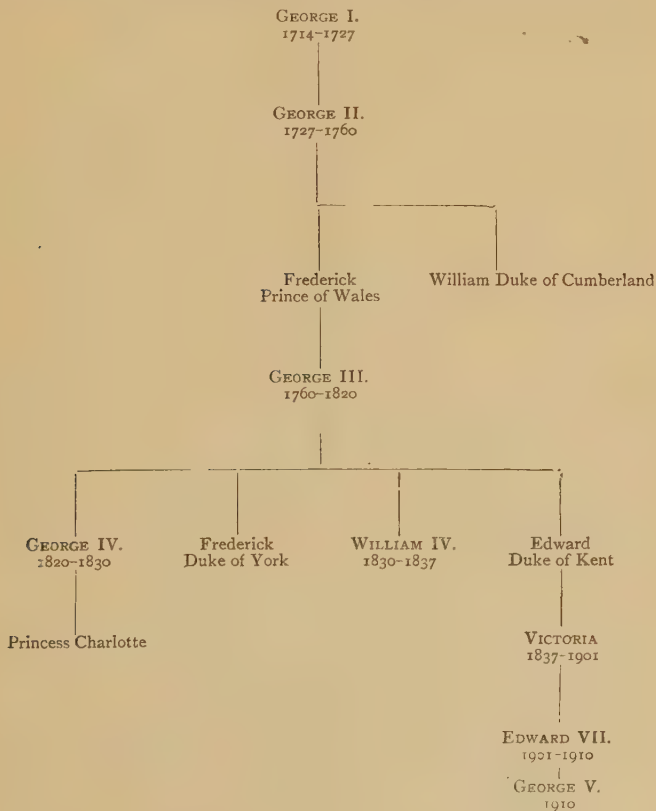 GEORGE I.
1714-1727
GEORGE II.
1727-1760
Frederick
Prince of Wales
William Duke of Cumberland
GEORGE III.
1760-1820
GEORGE IV.
1820-1830
Frederick
Duke of York
WILLIAM IV.
1830-1837
Edward
Duke of Kent
Princess Charlotte
VICTORIA
1837-1901
EDWARD VII.
1901-1910
GEORGE V.
1910